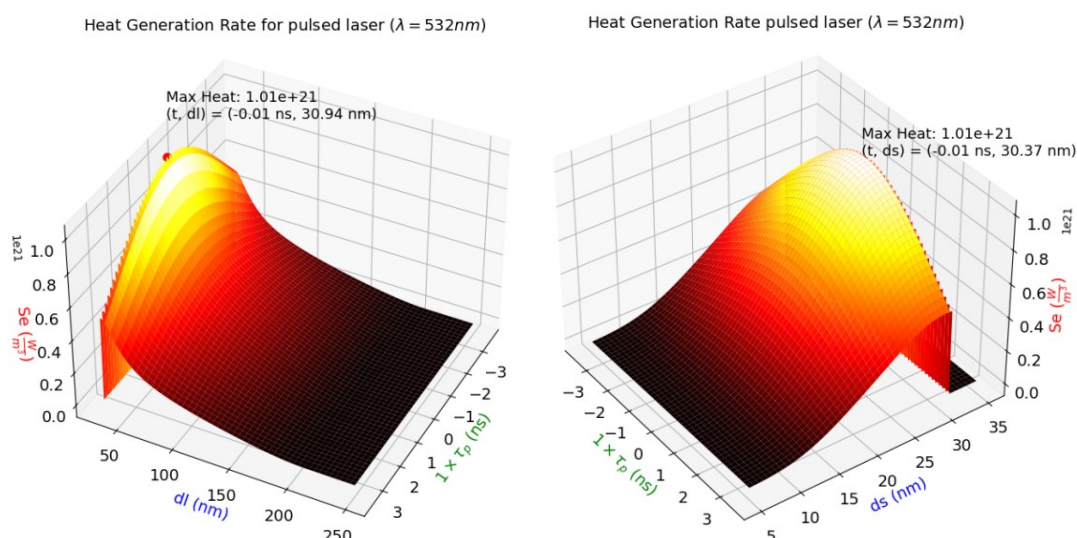 Heat Generation Rate for pulsed laser (λ = 532nm)
Max Heat: 1.01e+21
(t, dl) = (-0.01 ns, 30.94 nm)
1e21
1.0
0.8
0.6
0.4
0.2
0.0
Se (W/m³)
50
100
150
200
250
dl (nm)
−3
−2
−1
0
1
2
3
1 × τp (ns)
Heat Generation Rate pulsed laser (λ = 532nm)
Max Heat: 1.01e+21
(t, ds) = (-0.01 ns, 30.37 nm)
1e21
1.0
0.8
0.6
0.4
0.2
0.0
Se (W/m³)
−3
−2
−1
0
1
2
3
1 × τp (ns)
5
10
15
20
25
30
35
ds (nm)